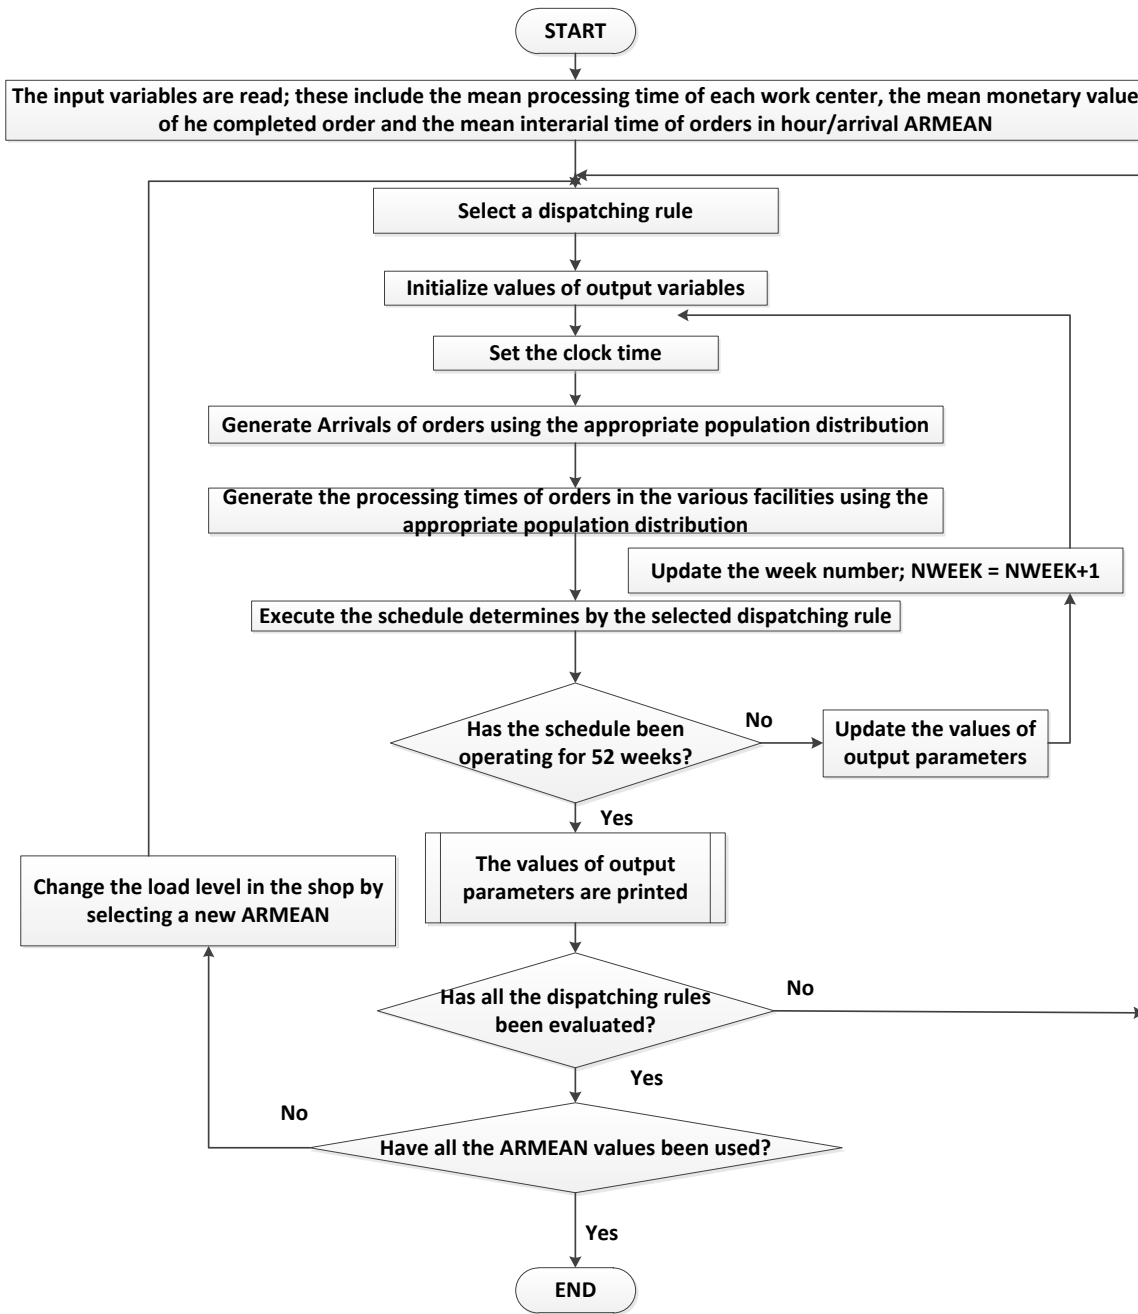 START
The input variables are read; these include the mean processing time of each work center, the mean monetary value
of he completed order and the mean interarial time of orders in hour/arrival ARMEAN
Select a dispatching rule
Initialize values of output variables
Set the clock time
Generate Arrivals of orders using the appropriate population distribution
Generate the processing times of orders in the various facilities using the
appropriate population distribution
Update the week number; NWEEK = NWEEK+1
Execute the schedule determines by the selected dispatching rule
Has the schedule been
operating for 52 weeks?
No
Update the values of
output parameters
Yes
The values of output
parameters are printed
Change the load level in the shop by
selecting a new ARMEAN
Has all the dispatching rules
been evaluated?
No
Yes
No
Have all the ARMEAN values been used?
Yes
END